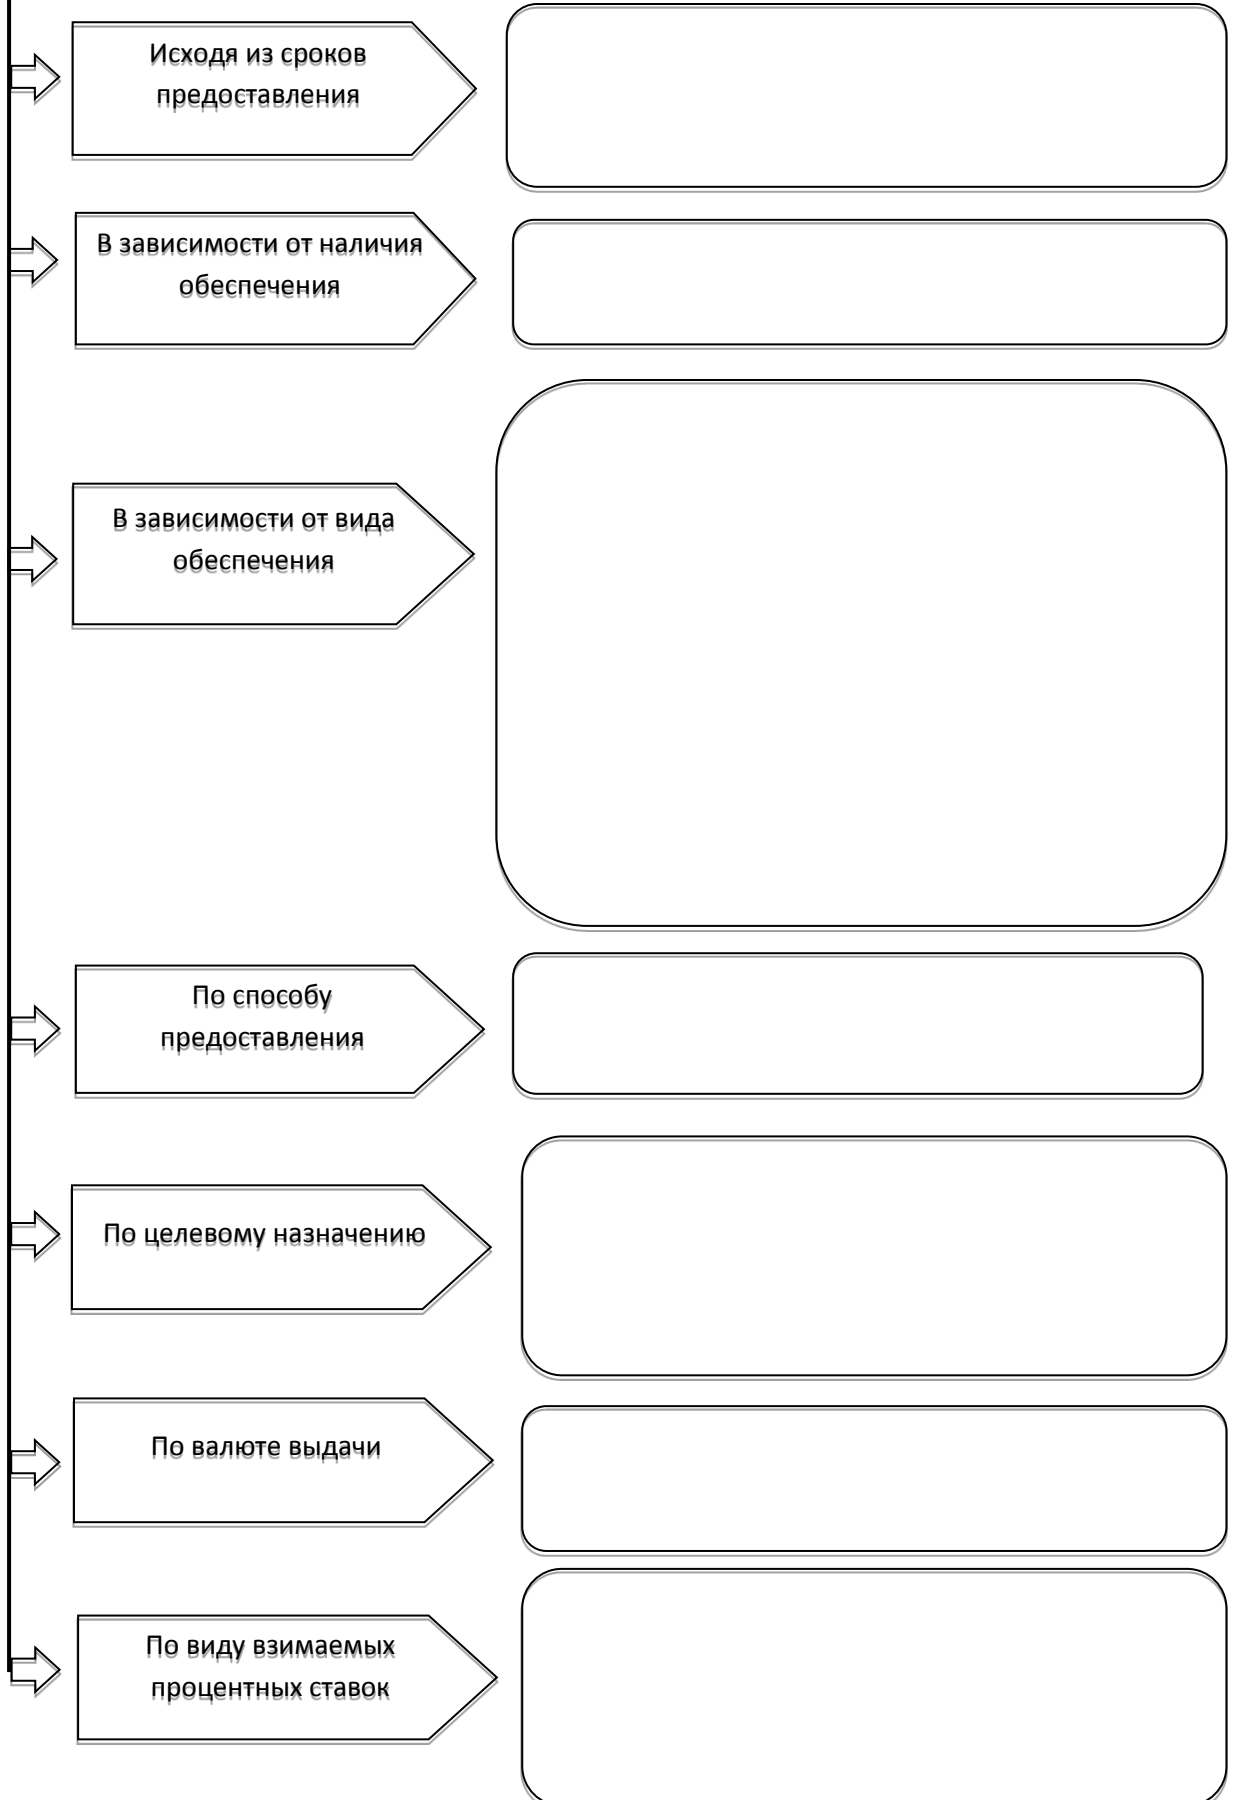 Исходя из сроков
предоставления
В зависимости от наличия
обеспечения
В зависимости от вида
обеспечения
По способу
предоставления
По целевому назначению
По валюте выдачи
По виду взимаемых
процентных ставок